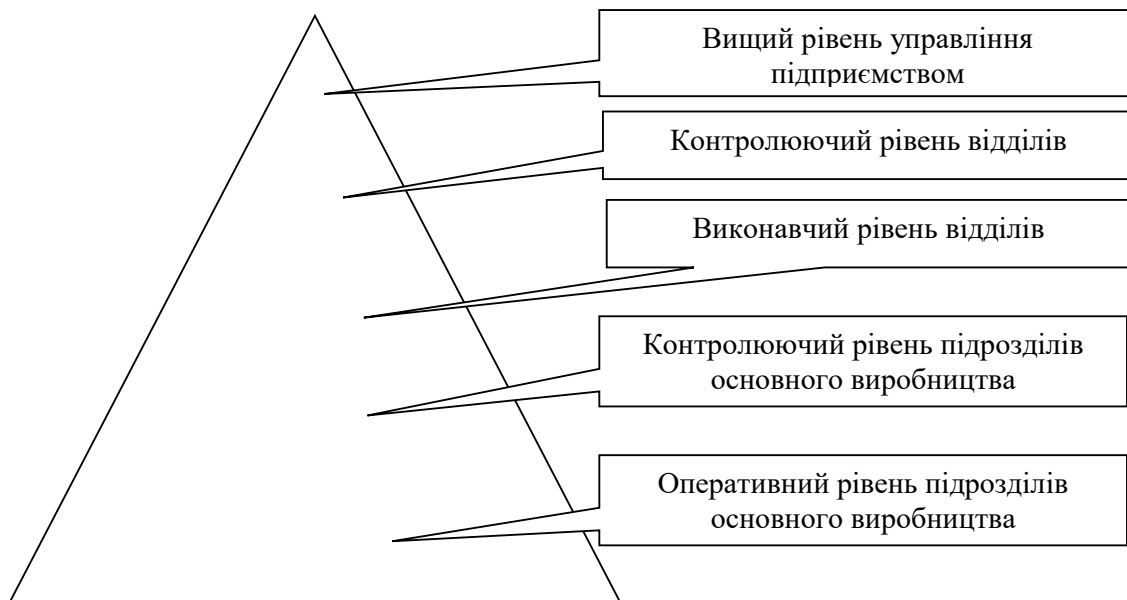 Вищий рівень управління
підприємством
Контролюючий рівень відділів
Виконавчий рівень відділів
Контролюючий рівень підрозділів
основного виробництва
Оперативний рівень підрозділів
основного виробництва